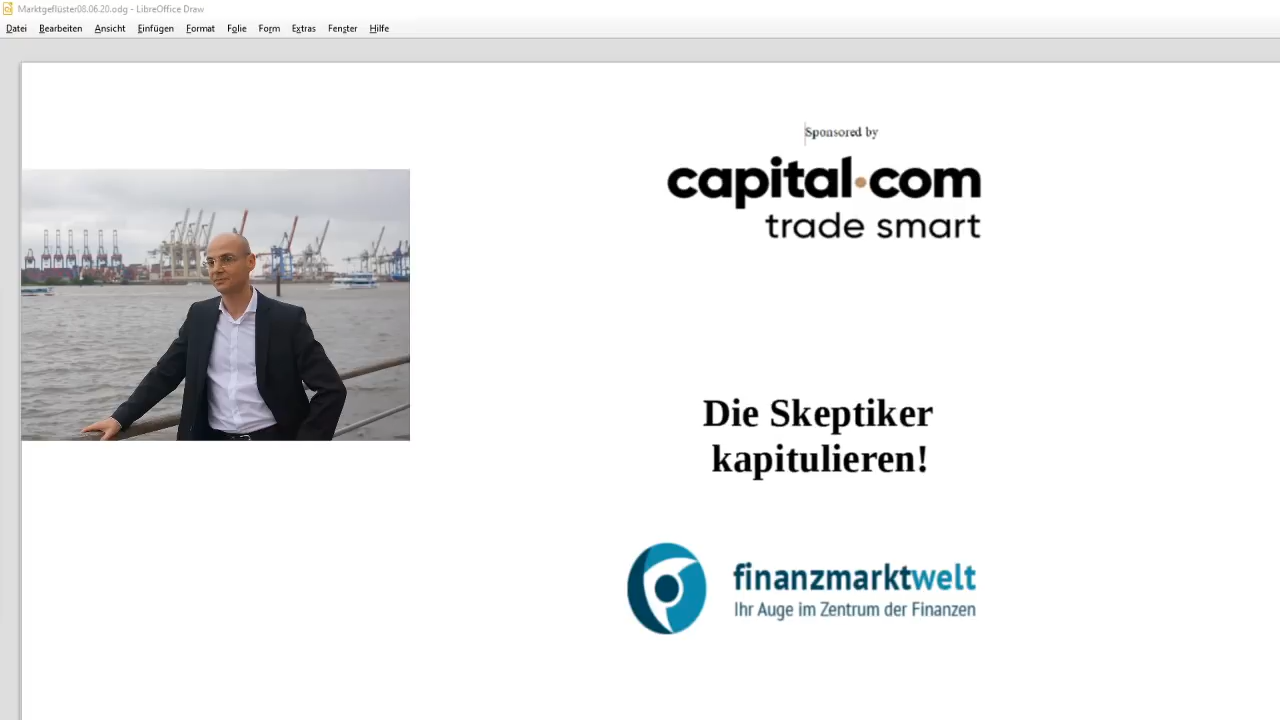 Marktgeflüster08.06.20.odg - LibreOffice Draw
Datei Bearbeiten Ansicht Einfügen Format Folie Form Extras Fenster Hilfe
Sponsored by
capital.com
trade smart
Die Skeptiker
kapitulieren!
finanzmarktwelt
Ihr Auge im Zentrum der Finanzen